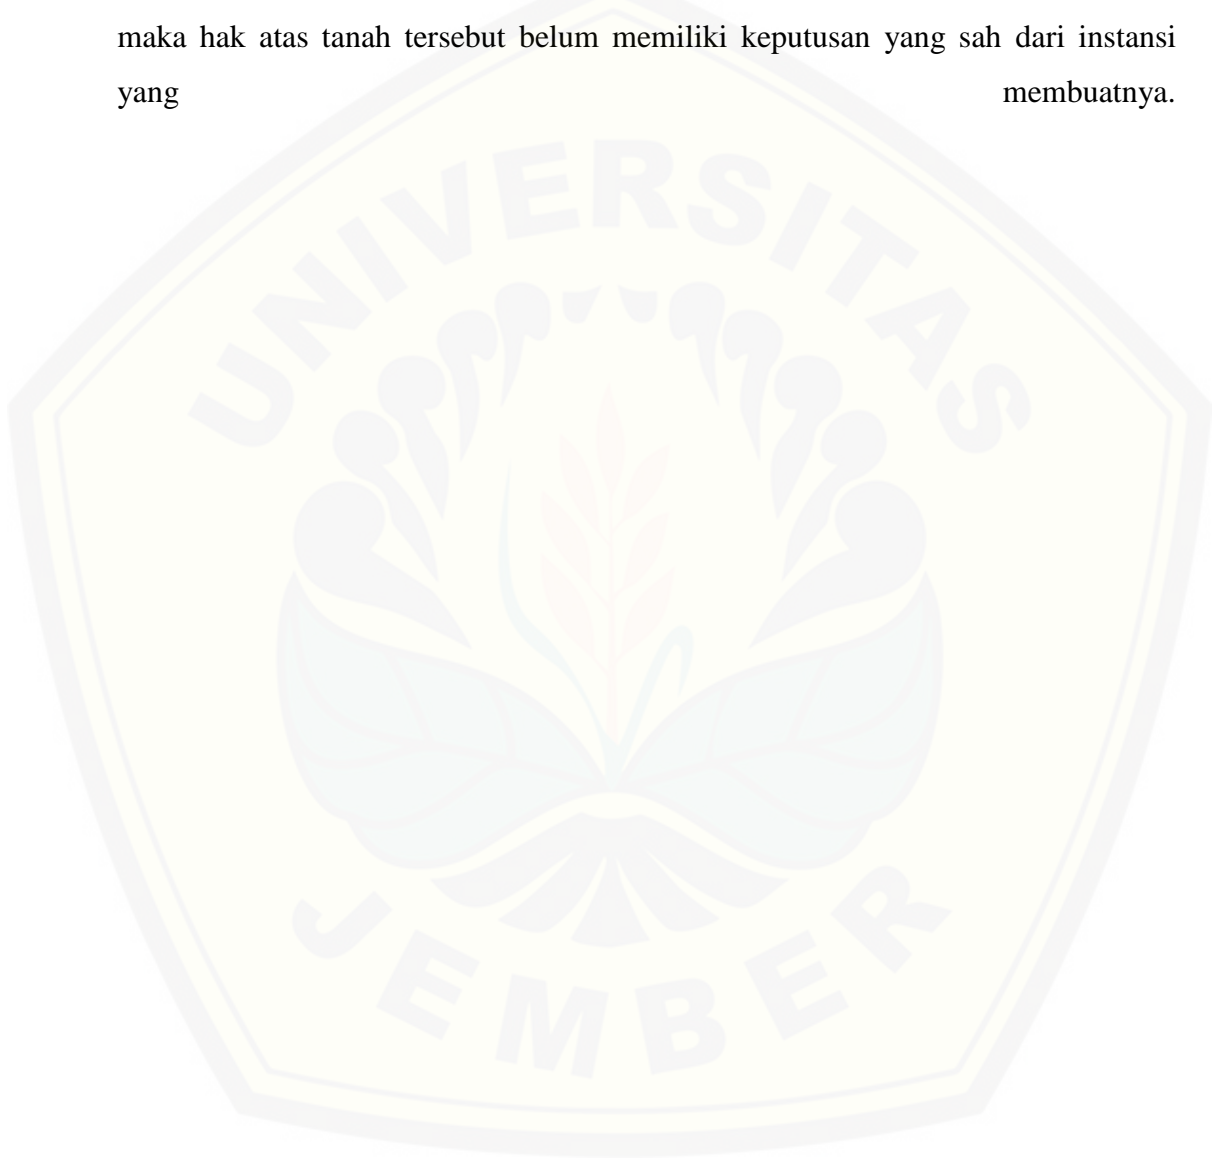 maka hak atas tanah tersebut belum memiliki keputusan yang sah dari instansi
yang membuatnya.
UNIVERSITAS
JEMBER